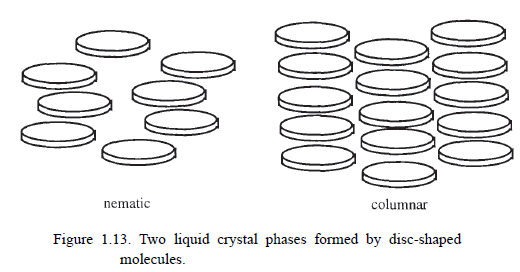 nematic
columnar
Figure 1.13. Two liquid crystal phases formed by disc-shaped
molecules.